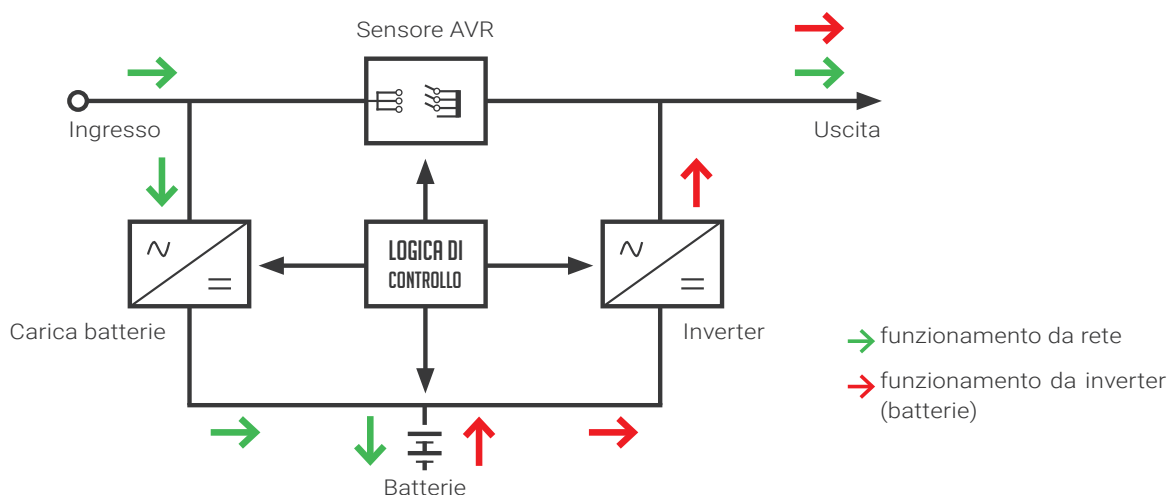 Sensore AVR
Ingresso
Uscita
LOGICA DI
CONTROLLO
Carica batterie
Inverter
funzionamento da rete
funzionamento da inverter
(batterie)
Batterie